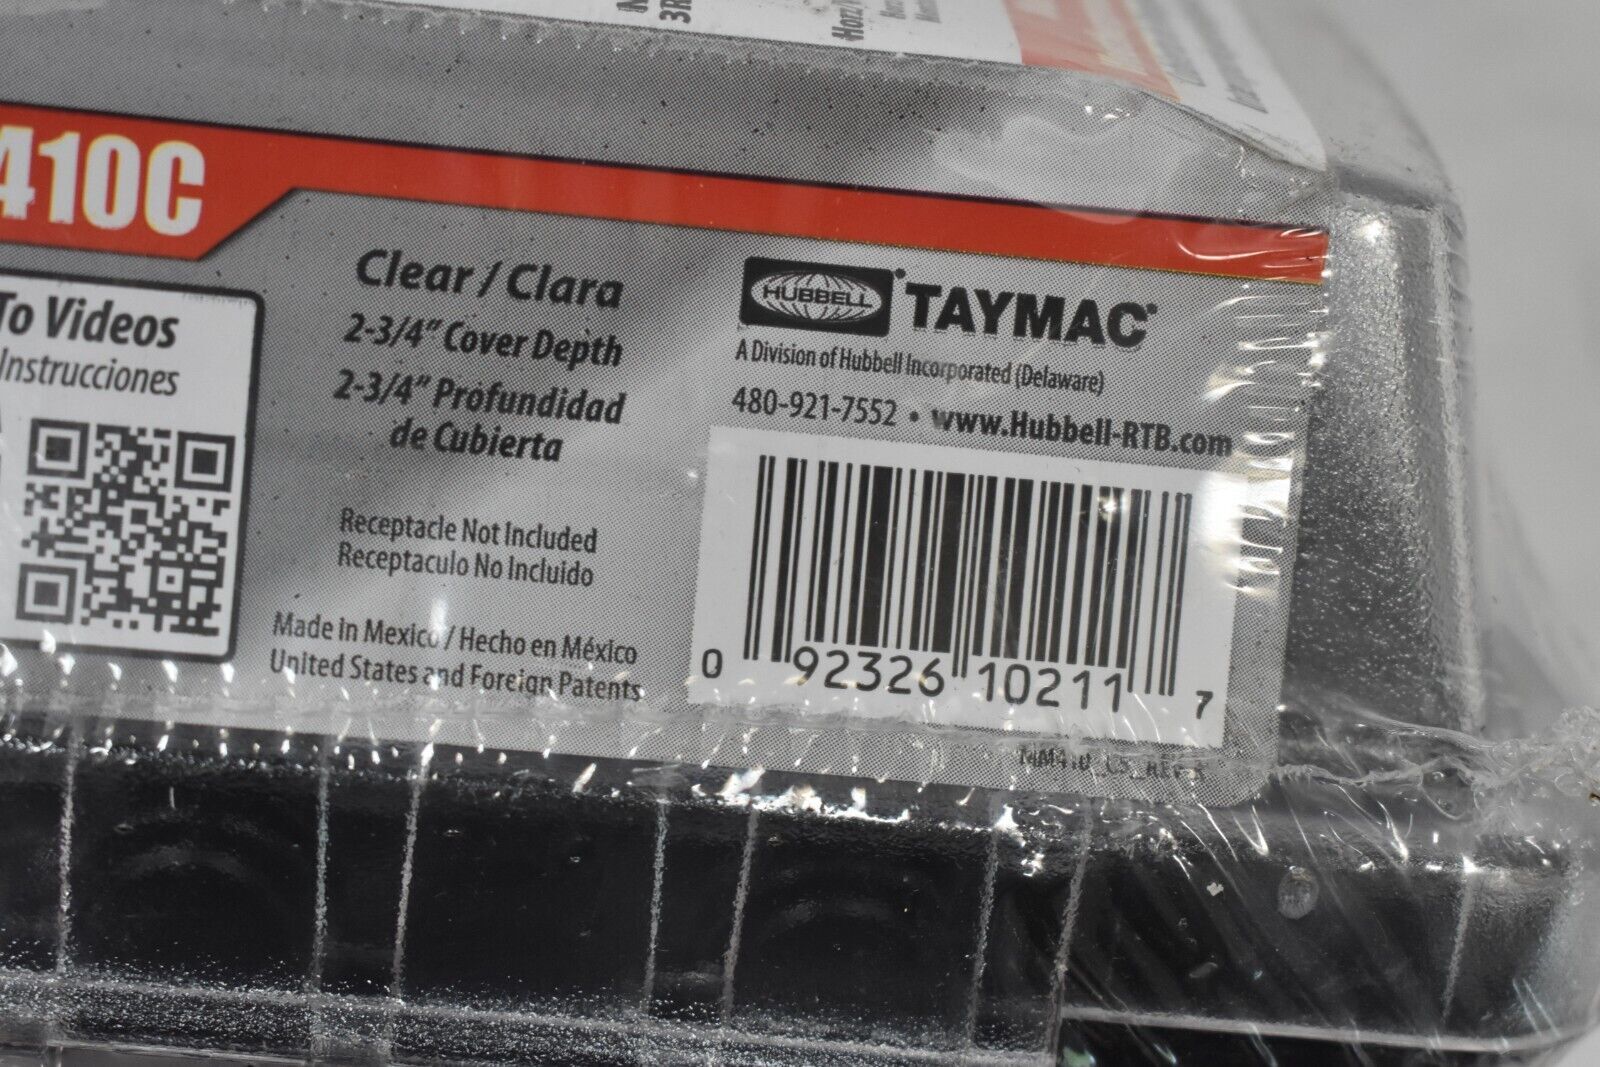 3R
410C
To Videos
Instrucciones
Clear / Clara
2-3/4" Cover Depth
2-3/4" Profundidad
de Cubierta
Receptacle Not Included
Receptaculo No Incluido
Made in Mexico / Hecho en México
United States and Foreign Patents
HUBBELL® TAYMAC®
A Division of Hubbell Incorporated (Delaware)
480-921-7552 • www.Hubbell-RTB.com
0 92326 10211 7